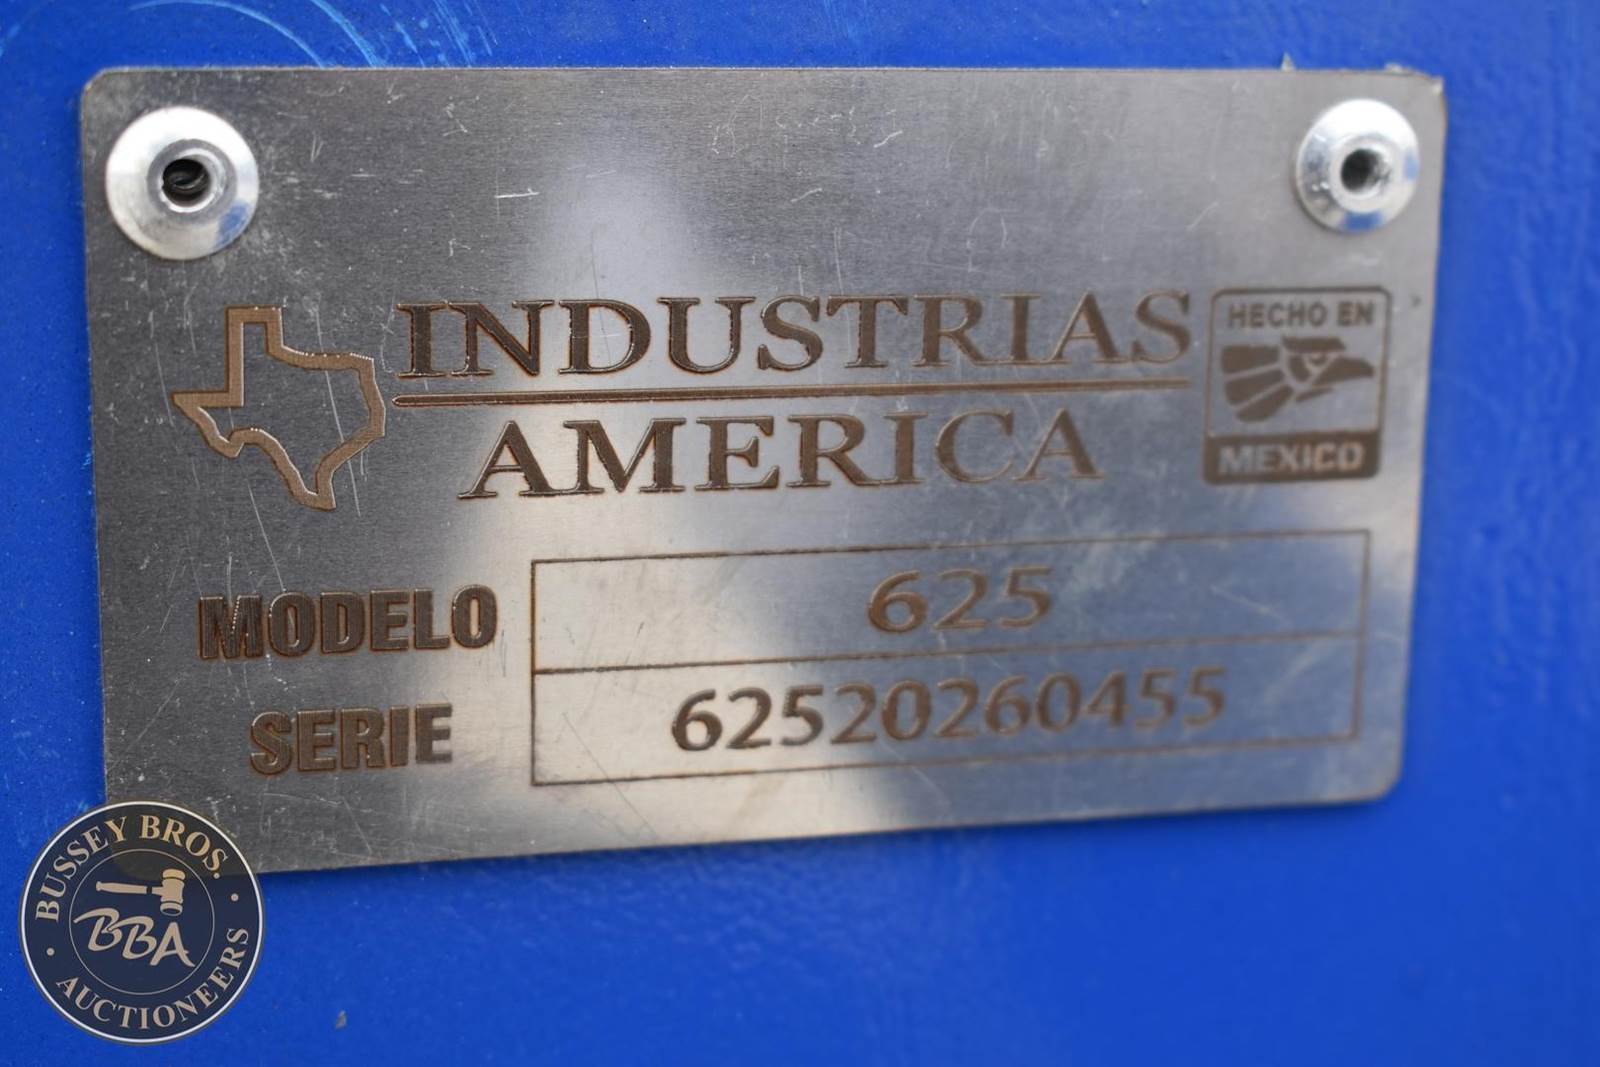 INDUSTRIAS
AMERICA
HECHO EN
MEXICO
MODELO 625
SERIE 62520260455
BUSSEY BROS.
BBA
AUCTIONEERS